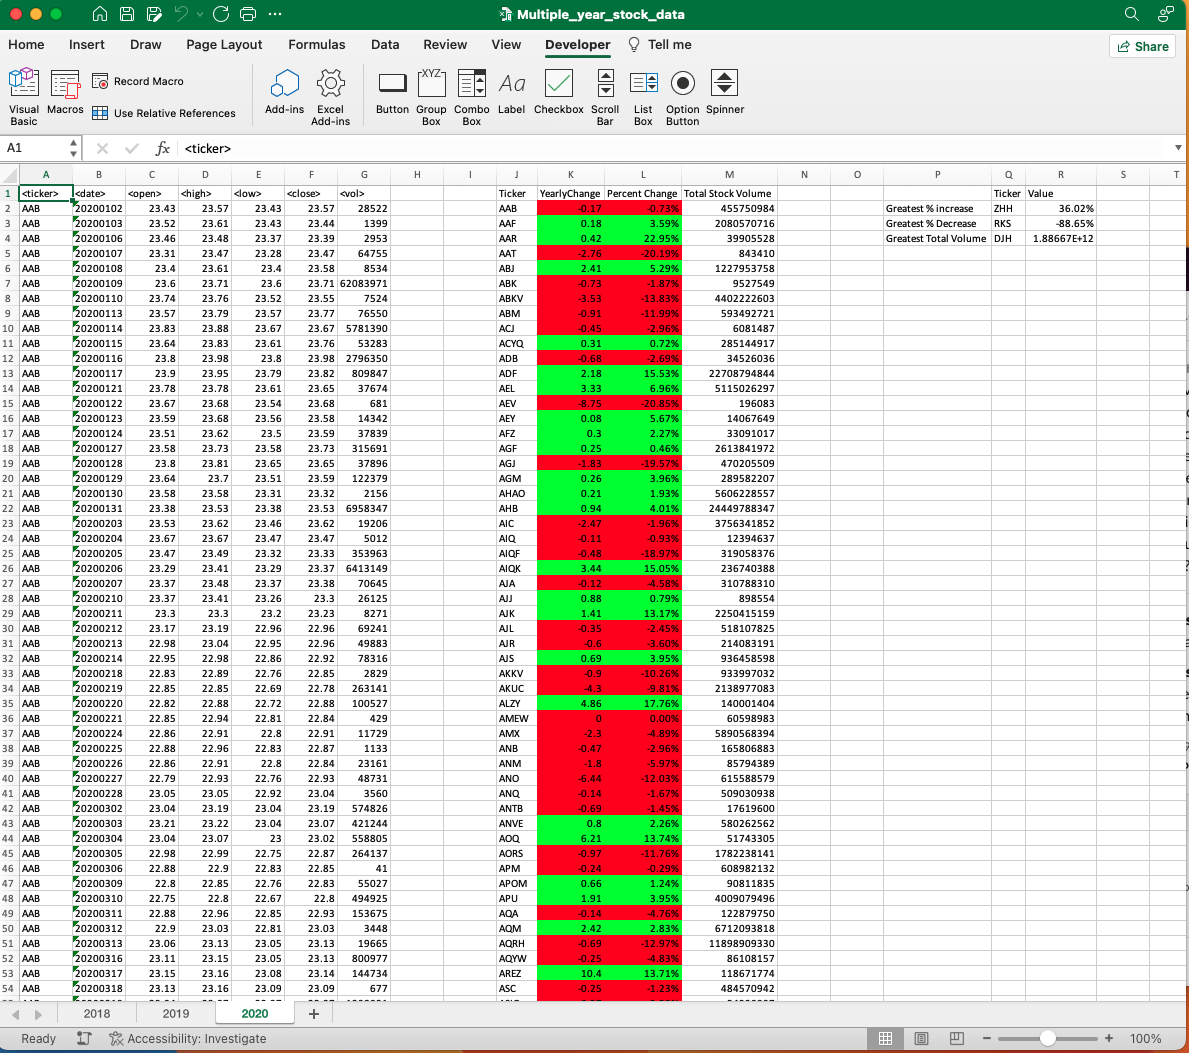 Multiple_year_stock_data
Home Insert Draw Page Layout Formulas Data Review View Developer Tell me Share
Visual Basic Macros Record Macro Use Relative References Add-ins Excel Add-ins Button Group Box Combo Box Label Checkbox Scroll Bar List Box Option Button Spinner
XYZ Aa
A1 fx <ticker>
A B C D E F G H I J K L M N O P Q R S T
1 <ticker> <date> <open> <high> <low> <close> <vol> Ticker YearlyChange Percent Change Total Stock Volume Ticker Value
2 AAB 20200102 23.43 23.57 23.43 23.57 28522 AAB -0.17 -0.73% 455750984 Greatest % increase ZHH 36.02%
3 AAB 20200103 23.52 23.61 23.43 23.44 1399 AAF 0.18 3.59% 2080570716 Greatest % Decrease RKS -88.65%
4 AAB 20200106 23.46 23.48 23.37 23.39 2953 AAR 0.42 22.95% 39905528 Greatest Total Volume DJH 1.88667E+12
5 AAB 20200107 23.31 23.47 23.28 23.47 64755 AAT -2.76 -20.19% 843410
6 AAB 20200108 23.4 23.61 23.4 23.58 8534 ABJ 2.41 5.29% 1227953758
7 AAB 20200109 23.6 23.71 23.6 23.71 62083971 ABK -0.73 -1.87% 9527549
8 AAB 20200110 23.74 23.76 23.52 23.55 7524 ABKV -3.53 -13.83% 4402222603
9 AAB 20200113 23.57 23.79 23.57 23.77 76550 ABM -0.91 -11.99% 593492721
10 AAB 20200114 23.83 23.88 23.67 23.67 5781390 ACJ -0.45 -2.96% 6081487
11 AAB 20200115 23.64 23.83 23.61 23.76 53283 ACYQ 0.31 0.72% 285144917
12 AAB 20200116 23.8 23.98 23.8 23.98 2796350 ADB -0.68 -2.69% 34526036
13 AAB 20200117 23.9 23.95 23.79 23.82 809847 ADF 2.18 15.53% 22708794844
14 AAB 20200121 23.78 23.78 23.61 23.65 37674 AEL 3.33 6.96% 5115026297
15 AAB 20200122 23.67 23.68 23.54 23.68 681 AEV -8.75 -20.85% 196083
16 AAB 20200123 23.59 23.68 23.56 23.58 14342 AEY 0.08 5.67% 14067649
17 AAB 20200124 23.51 23.62 23.5 23.59 37839 AFZ 0.3 2.27% 33091017
18 AAB 20200127 23.58 23.73 23.58 23.73 315691 AGF 0.25 0.46% 2613841972
19 AAB 20200128 23.8 23.81 23.65 23.65 37896 AGJ -1.83 -19.57% 470205509
20 AAB 20200129 23.64 23.7 23.51 23.59 122379 AGM 0.26 3.96% 289582207
21 AAB 20200130 23.58 23.58 23.31 23.32 2156 AHAO 0.21 1.93% 5606228557
22 AAB 20200131 23.38 23.53 23.38 23.53 6958347 AHB 0.94 4.01% 24449788347
23 AAB 20200203 23.53 23.62 23.46 23.62 19206 AIC -2.47 -1.96% 3756341852
24 AAB 20200204 23.67 23.67 23.47 23.47 5012 AIQ -0.11 -0.93% 12394637
25 AAB 20200205 23.47 23.49 23.32 23.33 353963 AIQF -0.48 -18.97% 319058376
26 AAB 20200206 23.29 23.41 23.29 23.37 6413149 AIQK 3.44 15.05% 236740388
27 AAB 20200207 23.37 23.48 23.37 23.38 70645 AJA -0.12 -4.58% 310788310
28 AAB 20200210 23.37 23.41 23.26 23.3 26125 AJJ 0.88 0.79% 898554
29 AAB 20200211 23.3 23.3 23.2 23.23 8271 AJK 1.41 13.17% 2250415159
30 AAB 20200212 23.17 23.19 22.96 22.96 69241 AJL -0.35 -2.45% 518107825
31 AAB 20200213 22.98 23.04 22.95 22.96 49883 AJR -0.6 -3.60% 214083191
32 AAB 20200214 22.95 22.98 22.86 22.92 78316 AJS 0.69 3.95% 936458598
33 AAB 20200218 22.83 22.89 22.76 22.85 2829 AKKV -0.9 -10.26% 933997032
34 AAB 20200219 22.85 22.85 22.69 22.78 263141 AKUC -4.3 -9.81% 2138977083
35 AAB 20200220 22.82 22.88 22.72 22.88 100527 ALZY 4.86 17.76% 140001404
36 AAB 20200221 22.85 22.94 22.81 22.84 429 AMEW 0 0.00% 60598983
37 AAB 20200224 22.86 22.91 22.8 22.91 11729 AMX -2.3 -4.89% 5890568394
38 AAB 20200225 22.88 22.96 22.83 22.87 1133 ANB -0.47 -2.96% 165806883
39 AAB 20200226 22.86 22.91 22.8 22.84 23161 ANM -1.8 -5.97% 85794389
40 AAB 20200227 22.79 22.93 22.76 22.93 48731 ANO -6.44 -12.03% 615588579
41 AAB 20200228 23.05 23.05 22.92 23.04 3560 ANQ -0.14 -1.67% 509030938
42 AAB 20200302 23.04 23.19 23.04 23.19 574826 ANTB -0.69 -1.45% 17619600
43 AAB 20200303 23.21 23.22 23.04 23.07 421244 ANVE 0.8 2.26% 580262562
44 AAB 20200304 23.04 23.07 23 23.02 558805 AOQ 6.21 13.74% 51743305
45 AAB 20200305 22.98 22.99 22.75 22.87 264137 AORS -0.97 -11.76% 1782238141
46 AAB 20200306 22.88 22.9 22.83 22.85 41 APM -0.24 -0.29% 608982132
47 AAB 20200309 22.8 22.85 22.76 22.83 55027 APOM 0.66 1.24% 90811835
48 AAB 20200310 22.75 22.8 22.67 22.8 494925 APU 1.91 3.95% 4009079496
49 AAB 20200311 22.88 22.96 22.85 22.93 153675 AQA -0.14 -4.76% 122879750
50 AAB 20200312 22.9 23.03 22.81 23.03 3448 AQM 2.42 2.83% 6712093818
51 AAB 20200313 23.06 23.13 23.05 23.13 19665 AQRH -0.69 -12.97% 11898909330
52 AAB 20200316 23.11 23.15 23.05 23.13 800977 AQYW -0.25 -4.83% 86108157
53 AAB 20200317 23.15 23.16 23.08 23.14 144734 AREZ 10.4 13.71% 118671774
54 AAB 20200318 23.13 23.16 23.09 23.09 677 ASC -0.25 -1.23% 484570942
2018 2019 2020
Ready Accessibility: Investigate 100%